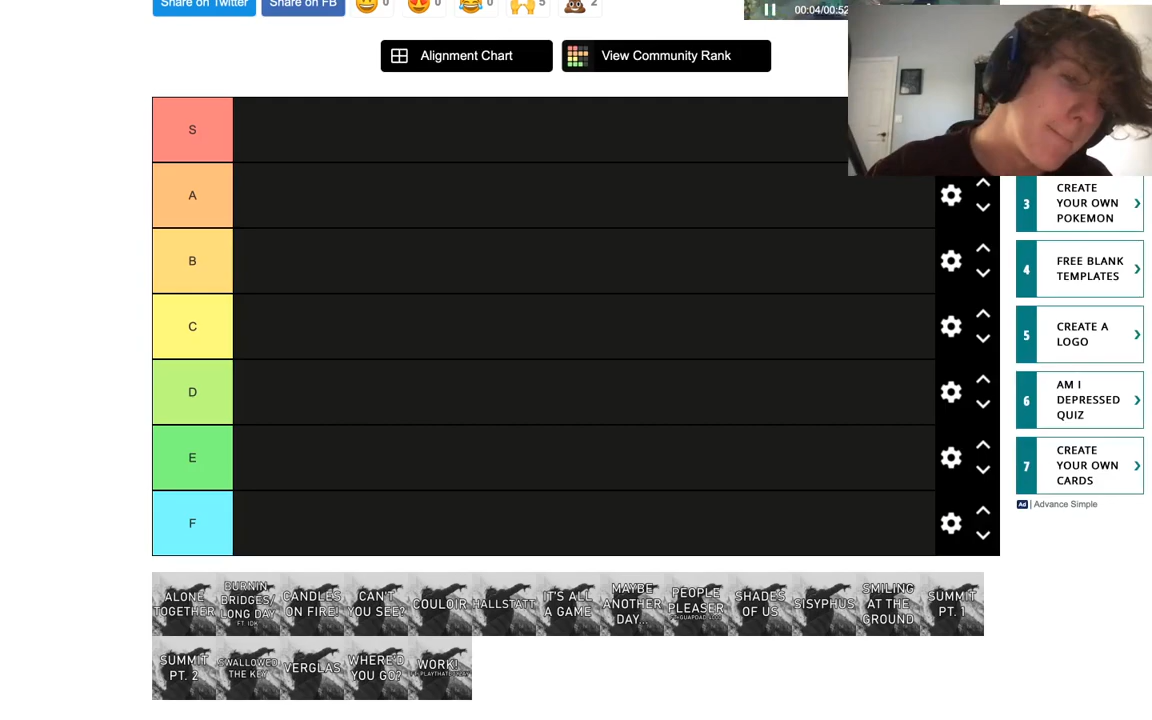 Share on Twitter
Share on FB
0
0
0
5
2
00:04/00:52
Alignment Chart
View Community Rank
S
A
B
C
D
E
F
3
CREATE
YOUR OWN
POKEMON
4
FREE BLANK
TEMPLATES
5
CREATE A
LOGO
6
AM I
DEPRESSED
QUIZ
7
CREATE
YOUR OWN
CARDS
Ad | Advance Simple
ALONE
TOGETHER
BURNIN
BRIDGES/
LONG DAY
FT. IDK
CANDLES
ON FIRE!
CAN'T
YOU SEE?
COULOIR
HALLSTATT
IT'S ALL
A GAME
MAYBE
ANOTHER
DAY...
PEOPLE
PLEASER
SHADES
OF US
SISYPHUS
SMILING
AT THE
GROUND
SUMMIT
PT. 1
SUMMIT
PT. 2
SWALLOWED
THE KEY
VERGLAS
WHERE'D
YOU GO?
WORK!